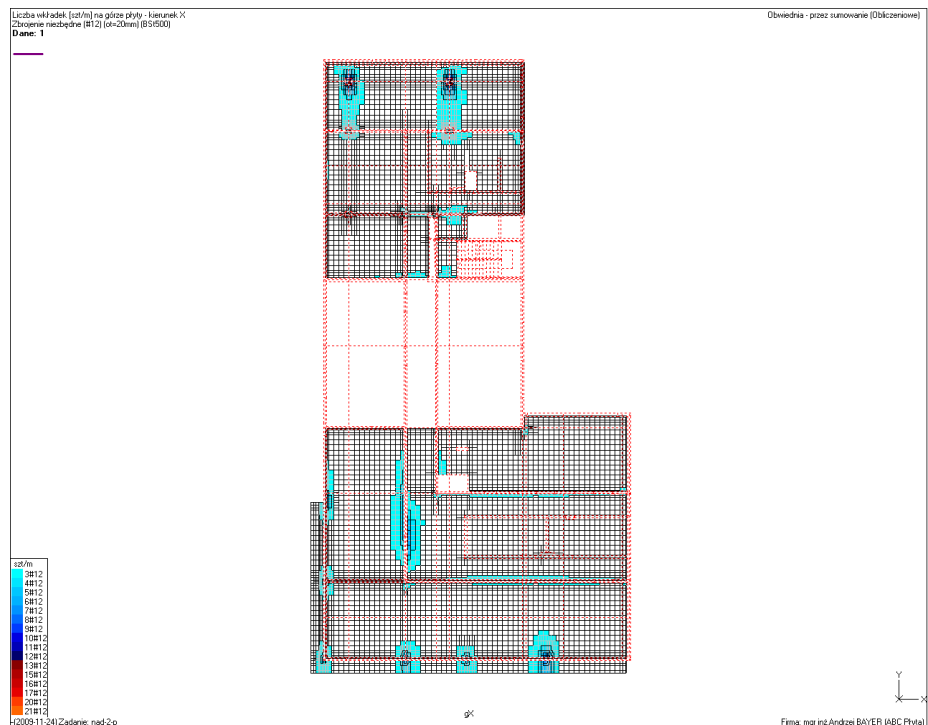 Liczba wkładek [szt/m] na górze płyty - kierunek X
Zbrojenie niezbędne (#12) (ot=20mm) (BSt500)
Dane: 1
Obwiednia - przez sumowanie (Obliczeniowe)
szt/m
3#12
4#12
5#12
6#12
7#12
8#12
9#12
10#12
11#12
12#12
13#12
15#12
16#12
17#12
20#12
21#12
Y
X
gX
(2009-11-24) Zadanie: nad-2-p
Firma: mgr inż.Andrzej BAYER (ABC Płyta)